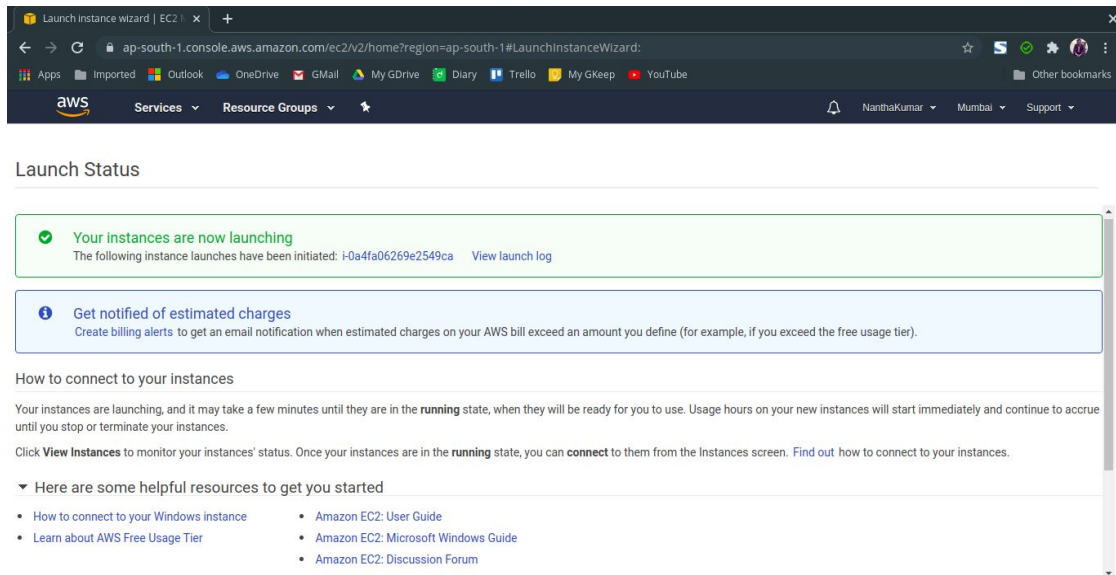 Launch instance wizard | EC2
ap-south-1.console.aws.amazon.com/ec2/v2/home?region=ap-south-1#LaunchInstanceWizard:
Apps Imported Outlook OneDrive GMail My GDrive Diary Trello My GKeep YouTube Other bookmarks
aws Services Resource Groups NanthaKumar Mumbai Support
Launch Status
Your instances are now launching
The following instance launches have been initiated: i-0a4fa06269e2549ca View launch log
Get notified of estimated charges
Create billing alerts to get an email notification when estimated charges on your AWS bill exceed an amount you define (for example, if you exceed the free usage tier).
How to connect to your instances
Your instances are launching, and it may take a few minutes until they are in the running state, when they will be ready for you to use. Usage hours on your new instances will start immediately and continue to accrue
until you stop or terminate your instances.
Click View Instances to monitor your instances' status. Once your instances are in the running state, you can connect to them from the Instances screen. Find out how to connect to your instances.
Here are some helpful resources to get you started
• How to connect to your Windows instance • Amazon EC2: User Guide
• Learn about AWS Free Usage Tier • Amazon EC2: Microsoft Windows Guide
• Amazon EC2: Discussion Forum